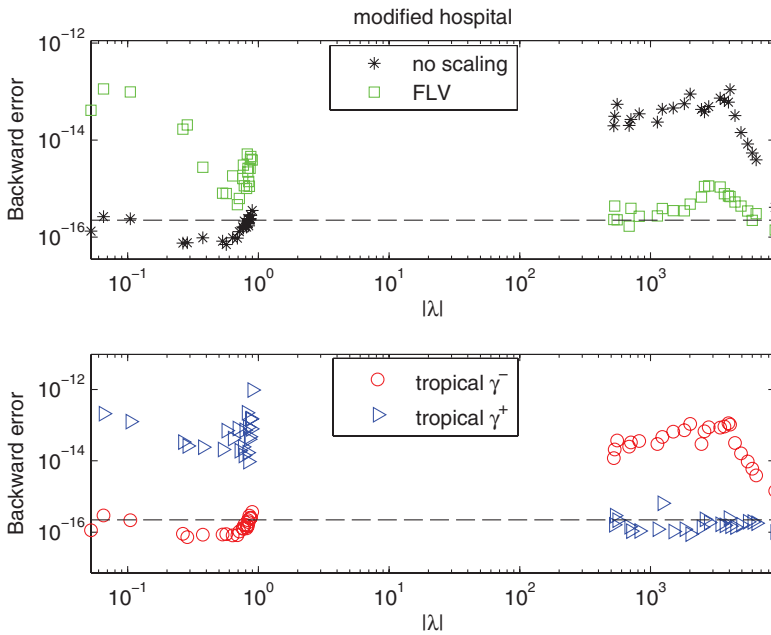 modified hospital
Backward error
10^{-12}
10^{-14}
10^{-16}
no scaling
FLV
10^{-1}
10^{0}
10^{1}
10^{2}
10^{3}
|λ|
Backward error
10^{-12}
10^{-14}
10^{-16}
tropical γ^{-}
tropical γ^{+}
10^{-1}
10^{0}
10^{1}
10^{2}
10^{3}
|λ|